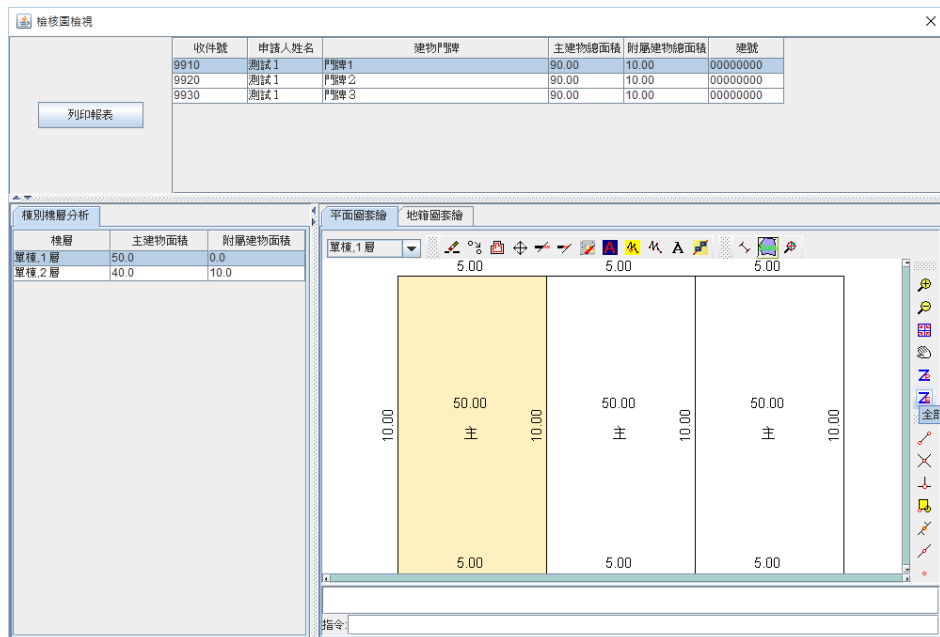 檢核圖檢視
收件號 申請人姓名 建物門牌 主建物總面積 附屬建物總面積 建號
9910 測試1 門牌1 90.00 10.00 00000000
9920 測試1 門牌2 90.00 10.00 00000000
9930 測試1 門牌3 90.00 10.00 00000000
列印報表
棟別樓層分析
樓層 主建物面積 附屬建物面積
單棟,1層 50.0 0.0
單棟,2層 40.0 10.0
平面圖套繪 地籍圖套繪
單棟,1層
5.00 5.00 5.00
50.00 50.00 50.00
10.00 10.00 10.00 10.00
主 主 主
5.00 5.00 5.00
全部
指令: